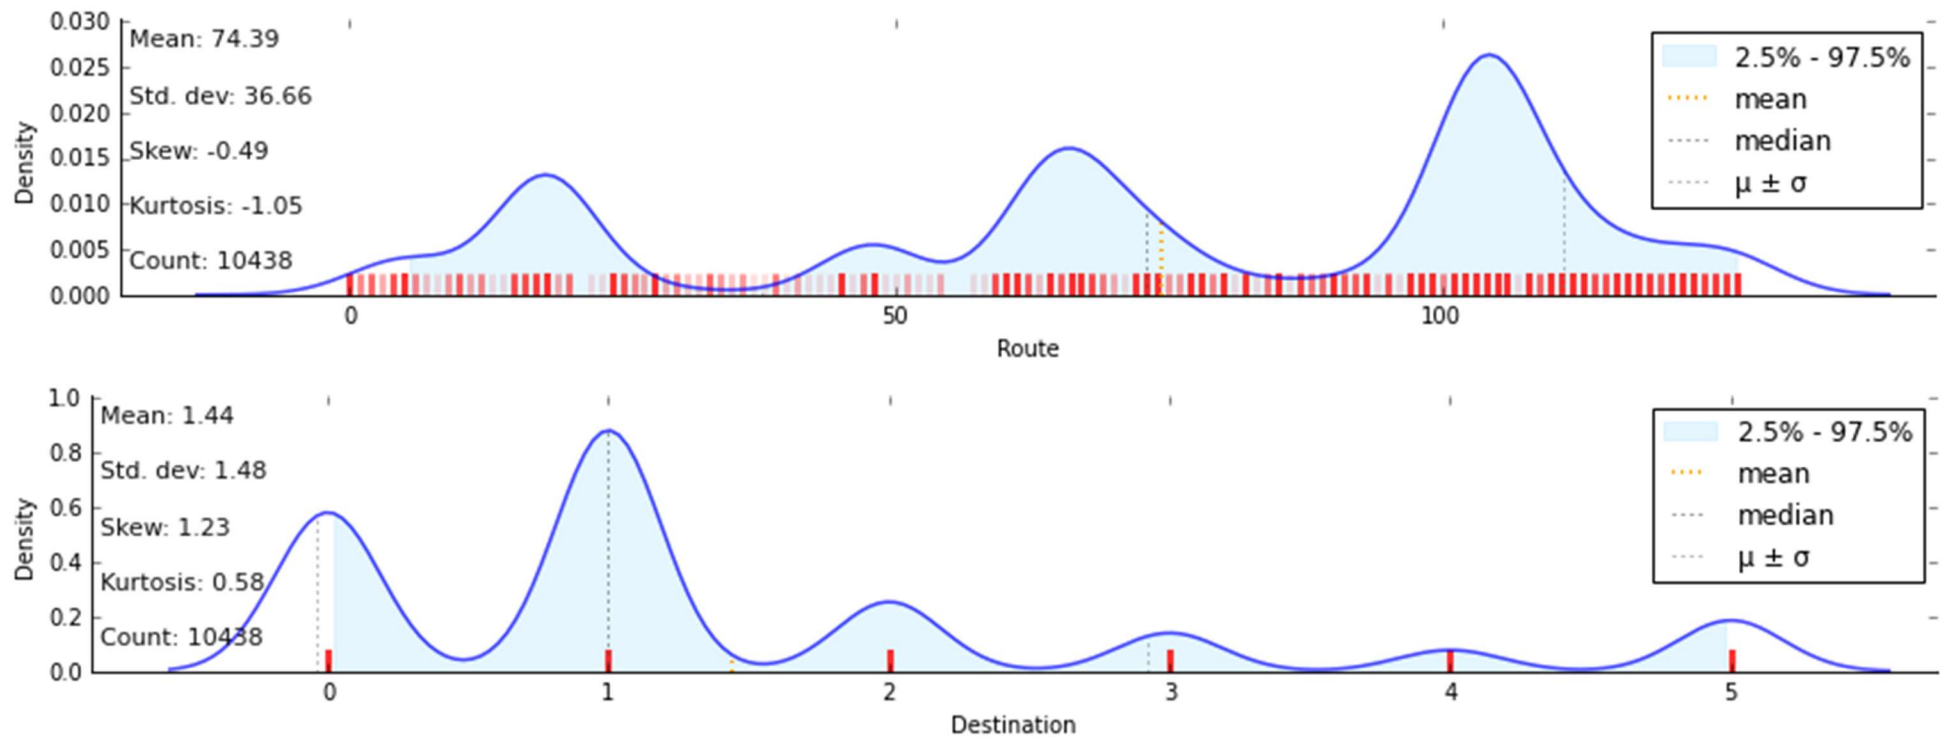 0.030
0.025
0.020
0.015
0.010
0.005
0.000
Density
Mean: 74.39
Std. dev: 36.66
Skew: -0.49
Kurtosis: -1.05
Count: 10438
2.5% - 97.5%
mean
median
μ ± σ
0 50 100
Route
1.0
0.8
0.6
0.4
0.2
0.0
Density
Mean: 1.44
Std. dev: 1.48
Skew: 1.23
Kurtosis: 0.58
Count: 10438
2.5% - 97.5%
mean
median
μ ± σ
0 1 2 3 4 5
Destination